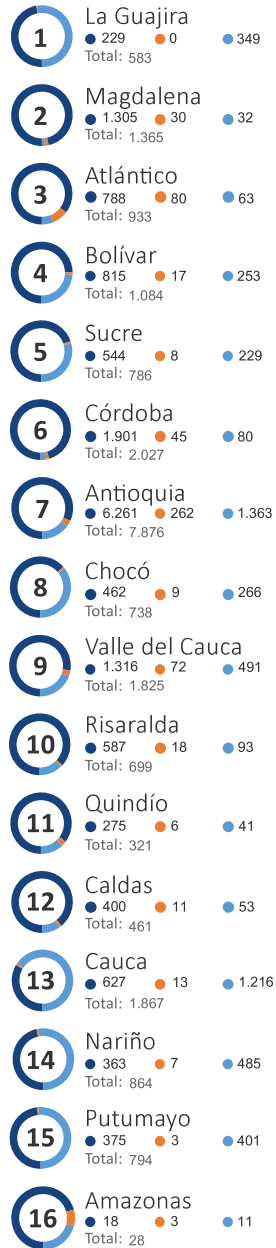 1
La Guajira
229 0 349
Total: 583
2
Magdalena
1.305 30 32
Total: 1.365
3
Atlántico
788 80 63
Total: 933
4
Bolívar
815 17 253
Total: 1.084
5
Sucre
544 8 229
Total: 786
6
Córdoba
1.901 45 80
Total: 2.027
7
Antioquia
6.261 262 1.363
Total: 7.876
8
Chocó
462 9 266
Total: 738
9
Valle del Cauca
1.316 72 491
Total: 1.825
10
Risaralda
587 18 93
Total: 699
11
Quindío
275 6 41
Total: 321
12
Caldas
400 11 53
Total: 461
13
Cauca
627 13 1.216
Total: 1.867
14
Nariño
363 7 485
Total: 864
15
Putumayo
375 3 401
Total: 794
16
Amazonas
18 3 11
Total: 28